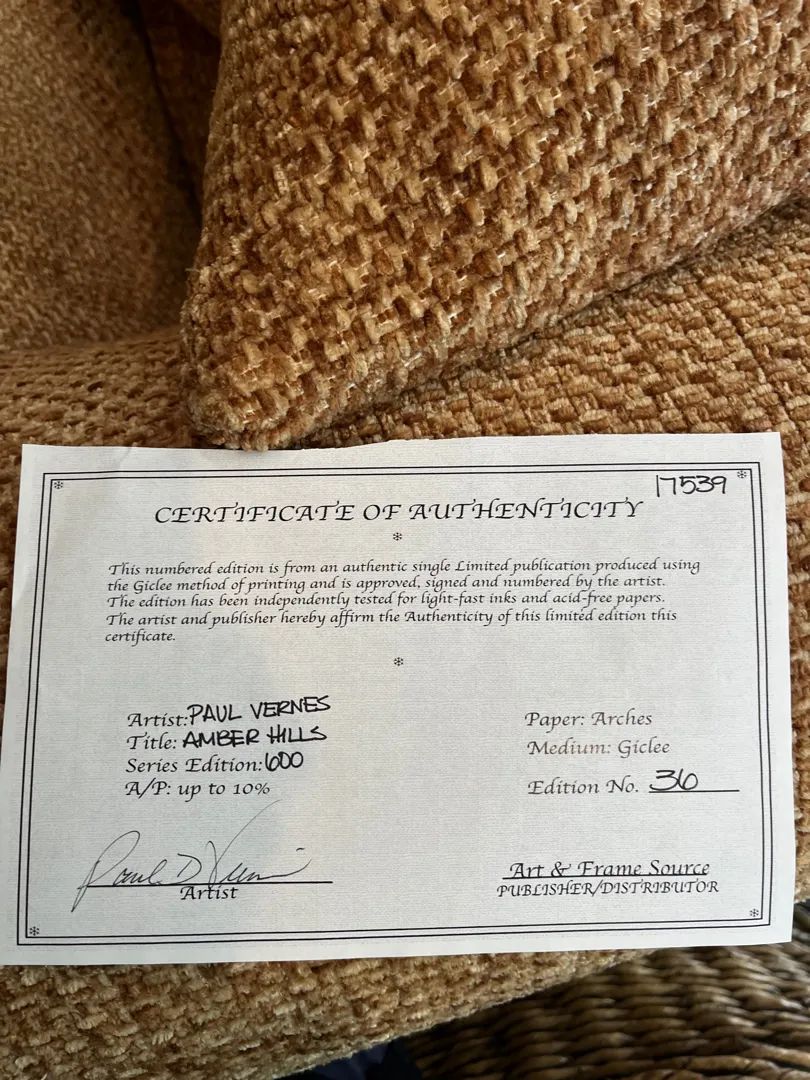 17539
CERTIFICATE OF AUTHENTICITY
This numbered edition is from an authentic single Limited publication produced using
the Giclee method of printing and is approved, signed and numbered by the artist.
The edition has been independently tested for light-fast inks and acid-free papers.
The artist and publisher hereby affirm the Authenticity of this limited edition this
certificate.
Artist: PAUL VERNES
Title: AMBER HILLS
Series Edition: 600
A/P: up to 10%
Paper: Arches
Medium: Giclee
Edition No. 36
Paul D Vernes
Artist
Art & Frame Source
PUBLISHER/DISTRIBUTOR